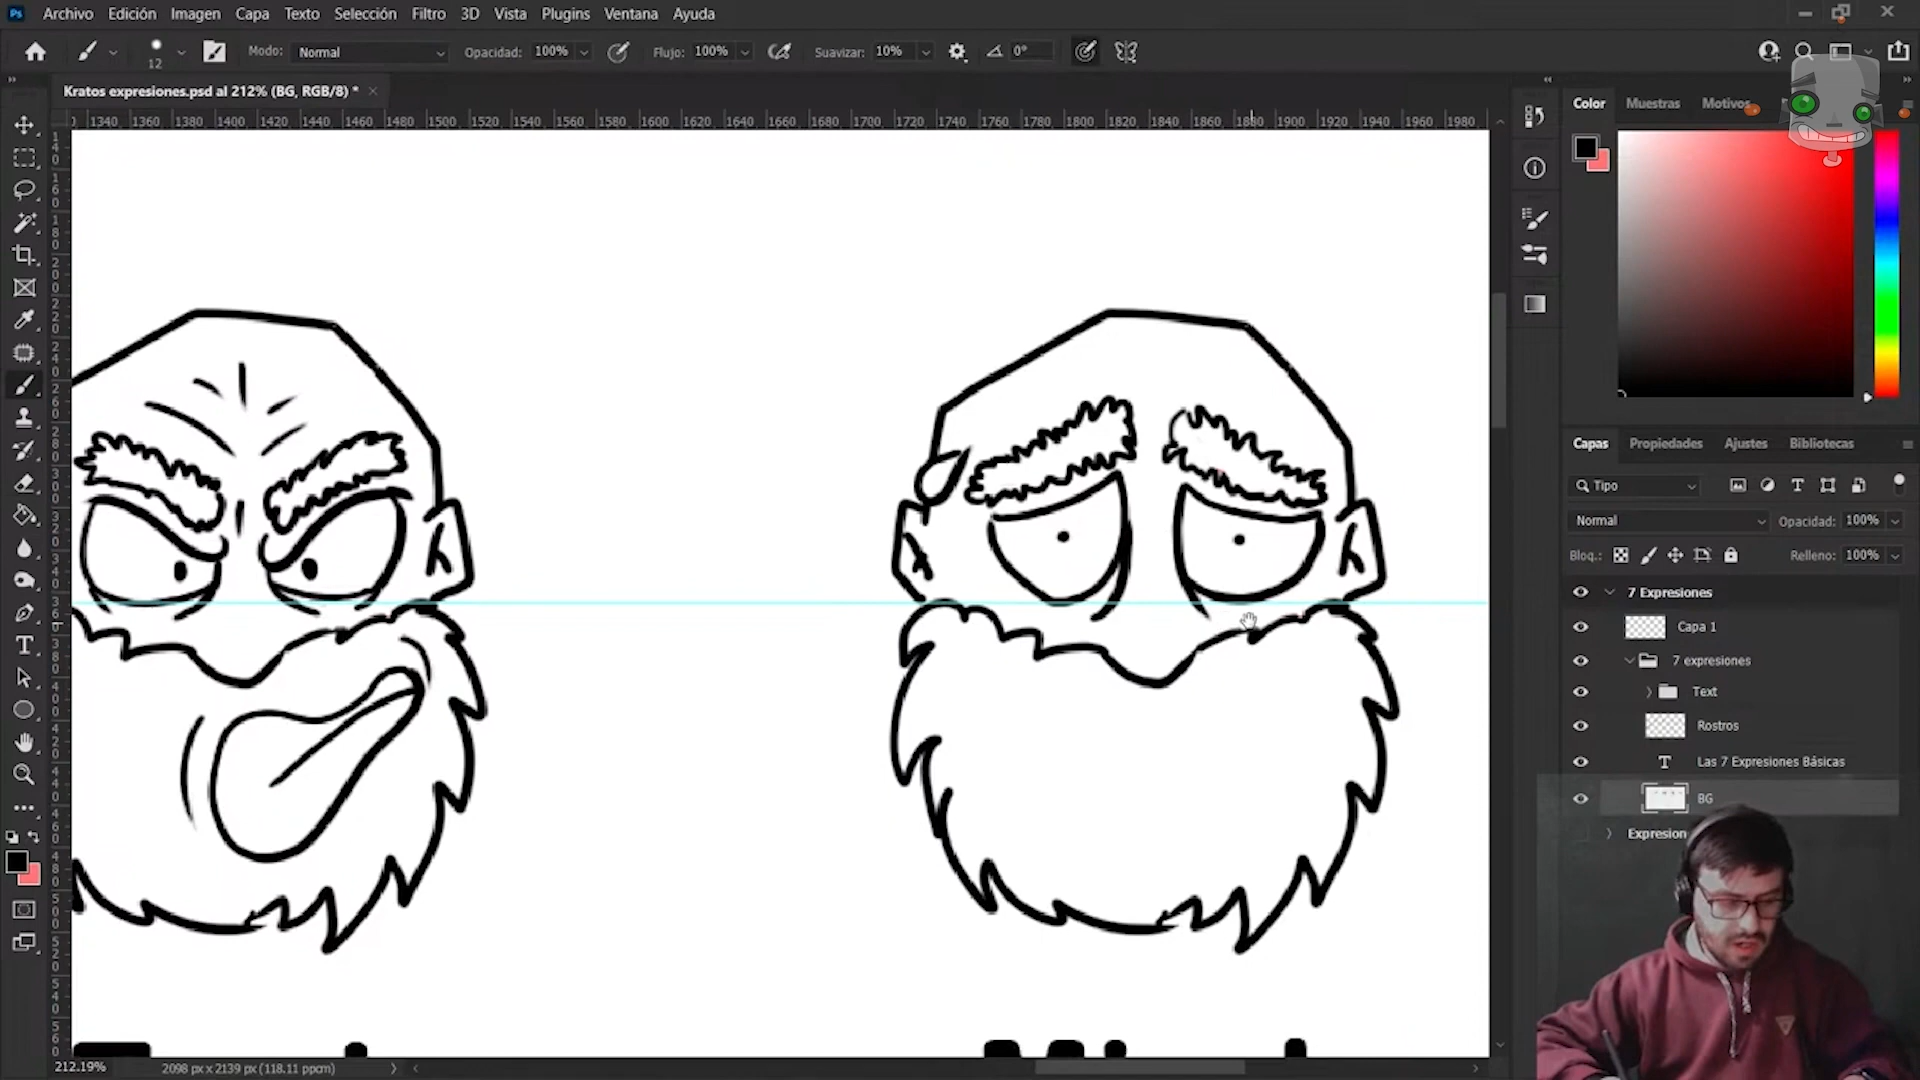 Ps Archivo Edición Imagen Capa Texto Selección Filtro 3D Vista Plugins Ventana Ayuda
12 Modo: Normal Opacidad: 100% Flujo: 100% Suavizar: 10% 0°
Kratos expresiones.psd al 212% (BG, RGB/8) * ×
1340 1360 1380 1400 1420 1440 1460 1480 1500 1520 1540 1560 1580 1600 1620 1640 1660 1680 1700 1720 1740 1760 1780 1800 1820 1840 1860 1880 1900 1920 1940 1960 1980
Color Muestras Motivos
Capas Propiedades Ajustes Bibliotecas
Tipo
Normal Opacidad: 100%
Bloq.: Relleno: 100%
7 Expresiones
Capa 1
7 expresiones
Text
Rostros
T Las 7 Expresiones Básicas
BG
Expresion
212.19% 2098 px x 2139 px (118.11 ppcm)